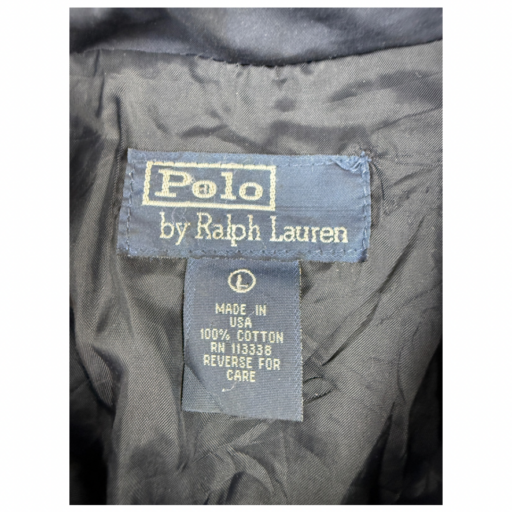 Polo
by Ralph Lauren
L
MADE IN
USA
100% COTTON
RN 113338
REVERSE FOR
CARE